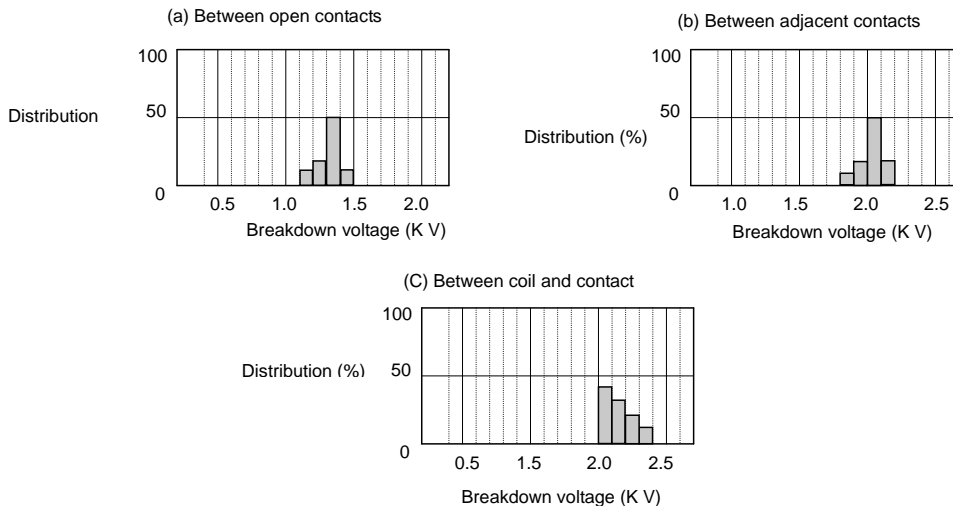 (a) Between open contacts
100
50
0
Distribution
0.5 1.0 1.5 2.0
Breakdown voltage (K V)
(b) Between adjacent contacts
100
50
0
Distribution (%)
1.0 1.5 2.0 2.5
Breakdown voltage (K V)
(C) Between coil and contact
100
50
0
Distribution (%)
0.5 1.5 2.0 2.5
Breakdown voltage (K V)